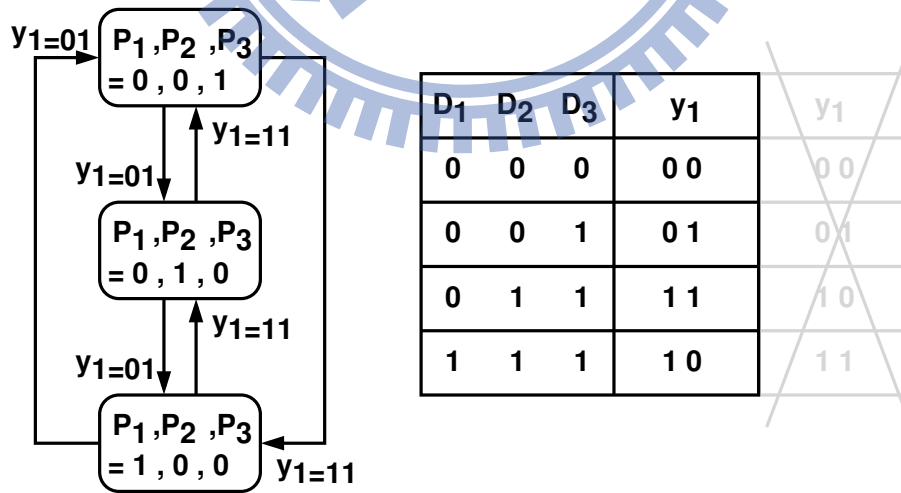 y1=01
P1 ,P2 ,P3
= 0 , 0 , 1
y1=11
y1=01
P1 ,P2 ,P3
= 0 , 1 , 0
y1=11
y1=01
P1 ,P2 ,P3
= 1 , 0 , 0
y1=11
D1 D2 D3 y1 y1
0 0 0 0 0 0 0
0 0 1 0 1 0 1
0 1 1 1 1 1 0
1 1 1 1 0 1 1